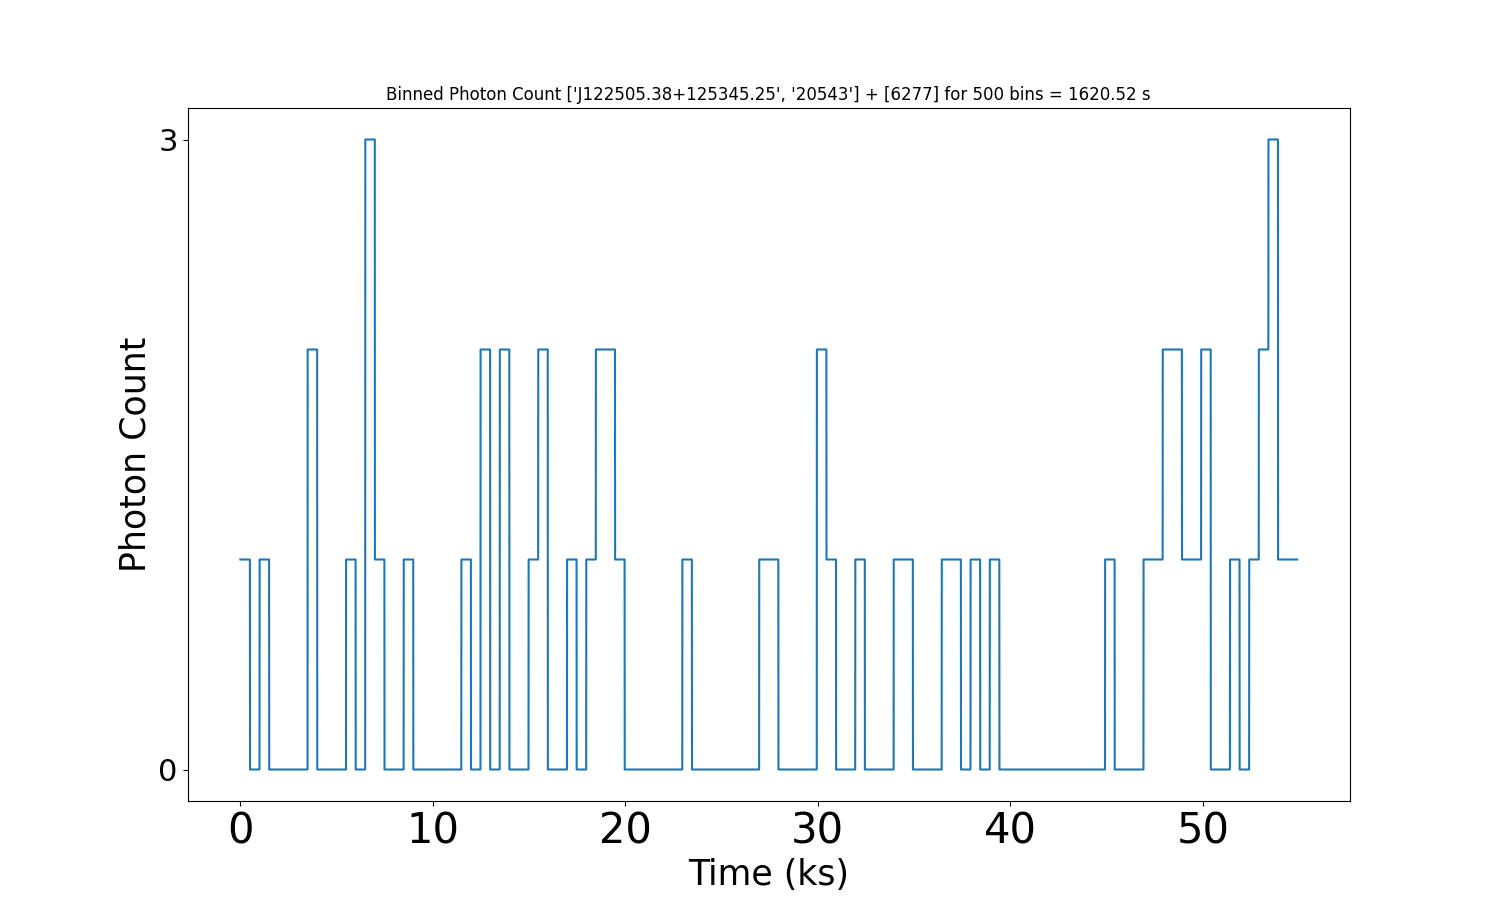 Binned Photon Count ['J122505.38+125345.25', '20543'] + [6277] for 500 bins = 1620.52 s
3
Photon Count
0
0 10 20 30 40 50
Time (ks)